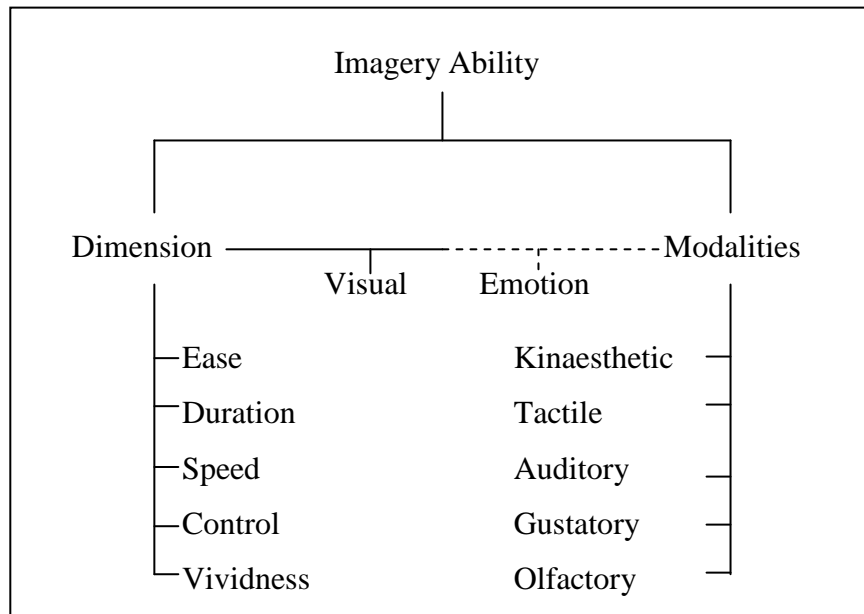 Imagery Ability
Dimension Modalities
Visual Emotion
Ease Kinaesthetic
Duration Tactile
Speed Auditory
Control Gustatory
Vividness Olfactory